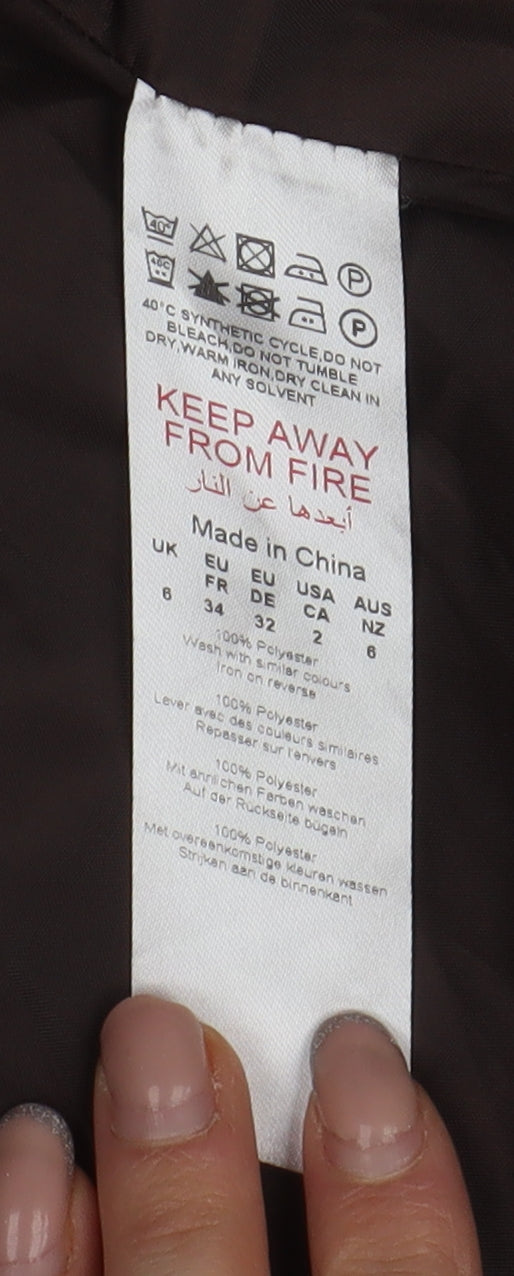 40°
P
40C
P
40°C SYNTHETIC CYCLE,DO NOT
BLEACH,DO NOT TUMBLE
DRY,WARM IRON,DRY CLEAN IN
ANY SOLVENT
KEEP AWAY
FROM FIRE
أبعدها عن النار
Made in China
UK EU FR EU DE USA CA AUS NZ
6 34 32 2 6
100% Polyester
Wash with similar colours
Iron on reverse
100% Polyester
Lever avec des couleurs similaires
Repasser sur l'envers
100% Polyester
Mit anrlichen Farben waschen
Auf der Rückseite bügeln
100% Polyester
Met overeenkomstige kleuren wassen
Strijken aan de binnenkant